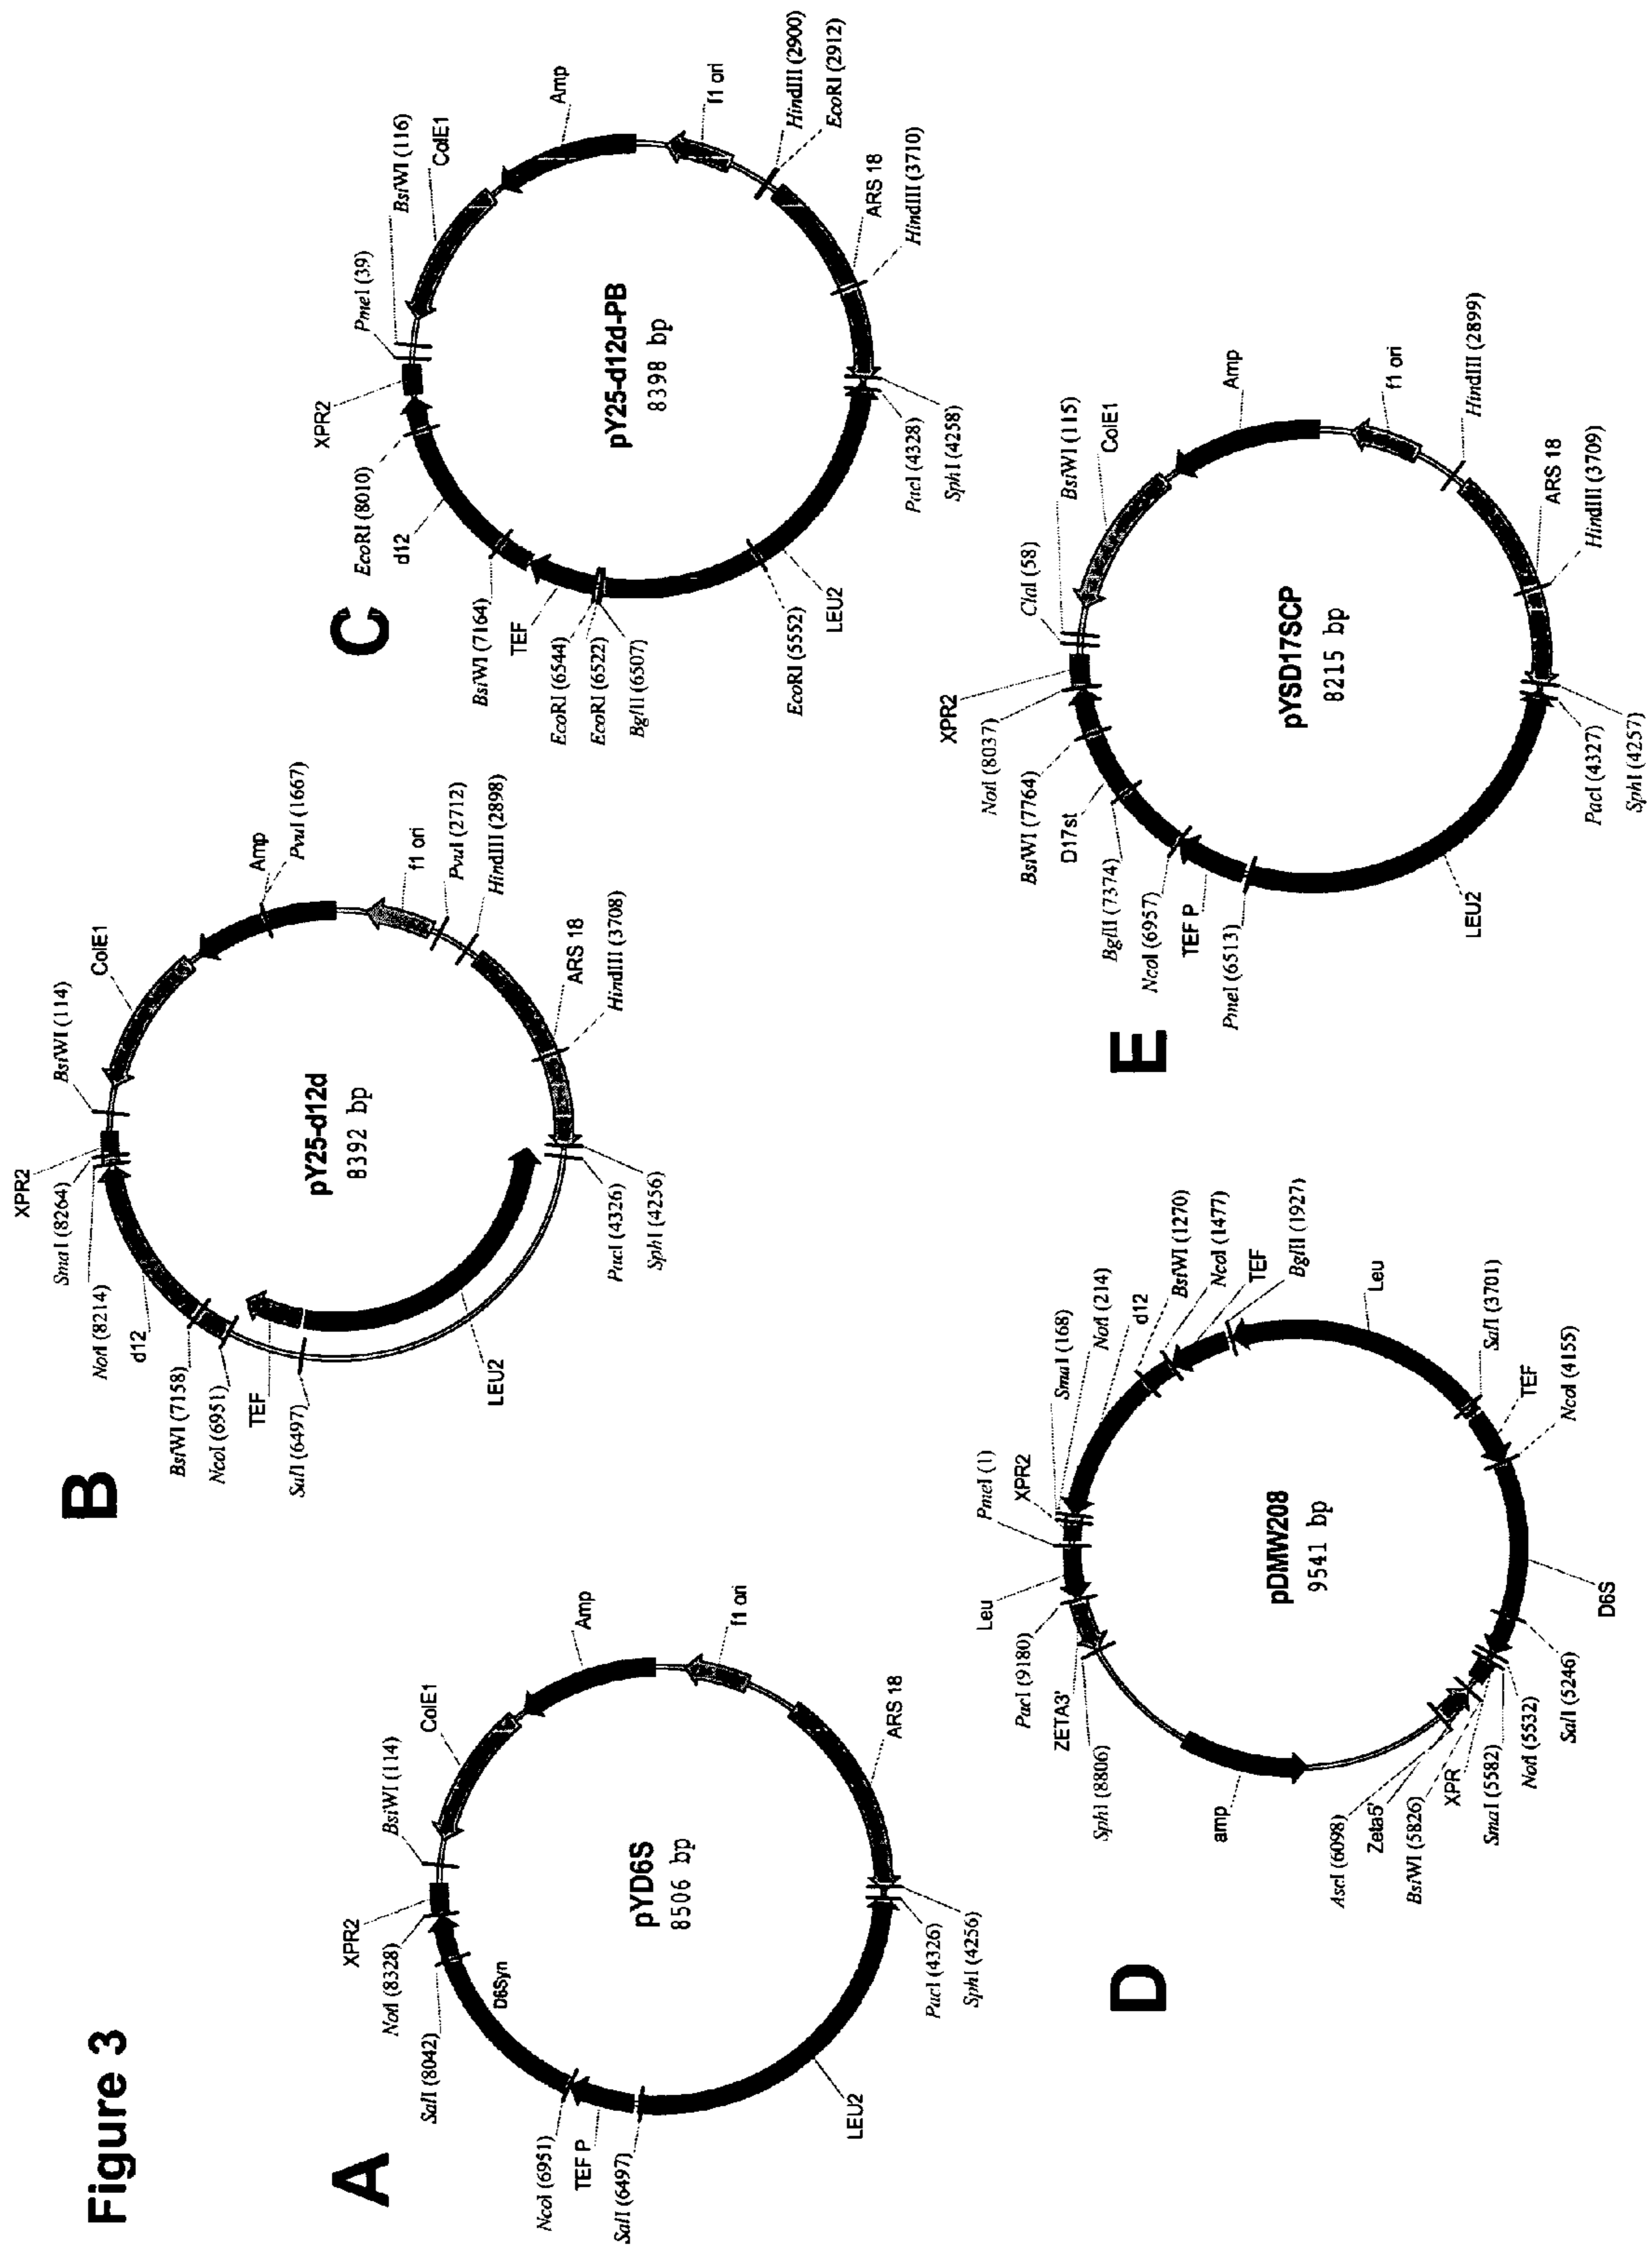 Figure 3
A
pYD6S
8506 bp
XPR2
BsiWI (114)
ColE1
Amp
f1 ori
ARS 18
SphI (4256)
PacI (4326)
LEU2
SalI (6497)
TEF P
NcoI (6951)
D6Syn
SalI (8042)
NotI (8328)
B
pY25-d12d
8392 bp
XPR2
BsiWI (114)
ColE1
Amp
PvuI (1667)
f1 ori
PvuI (2712)
HindIII (2898)
ARS 18
HindIII (3708)
SphI (4256)
PacI (4326)
LEU2
SalI (6497)
TEF
NcoI (6951)
BsiWI (7158)
d12
NotI (8214)
SmaI (8264)
C
pY25-d12d-PB
8398 bp
XPR2
PmeI (39)
BsiWI (116)
ColE1
Amp
f1 ori
HindIII (2900)
EcoRI (2912)
ARS 18
HindIII (3710)
SphI (4258)
PacI (4328)
LEU2
EcoRI (5552)
BglII (6507)
EcoRI (6522)
EcoRI (6544)
TEF
BsiWI (7164)
d12
EcoRI (8010)
D
pDMW208
9541 bp
PmeI (1)
XPR2
SmaI (168)
NotI (214)
d12
BsiWI (1270)
NcoI (1477)
TEF
BglII (1927)
Leu
SalI (3701)
TEF
NcoI (4155)
D6S
SalI (5246)
NotI (5532)
SmaI (5582)
XPR
BsiWI (5826)
Zeta5'
AscI (6098)
amp
SphI (8806)
ZETA3'
PacI (9180)
Leu
E
pYSD17SCP
8215 bp
XPR2
ClaI (58)
BsiWI (115)
ColE1
Amp
f1 ori
HindIII (2899)
ARS 18
HindIII (3709)
SphI (4257)
PacI (4327)
LEU2
PmeI (6513)
TEF P
NcoI (6957)
BglII (7374)
D17st
BsiWI (7764)
NotI (8037)